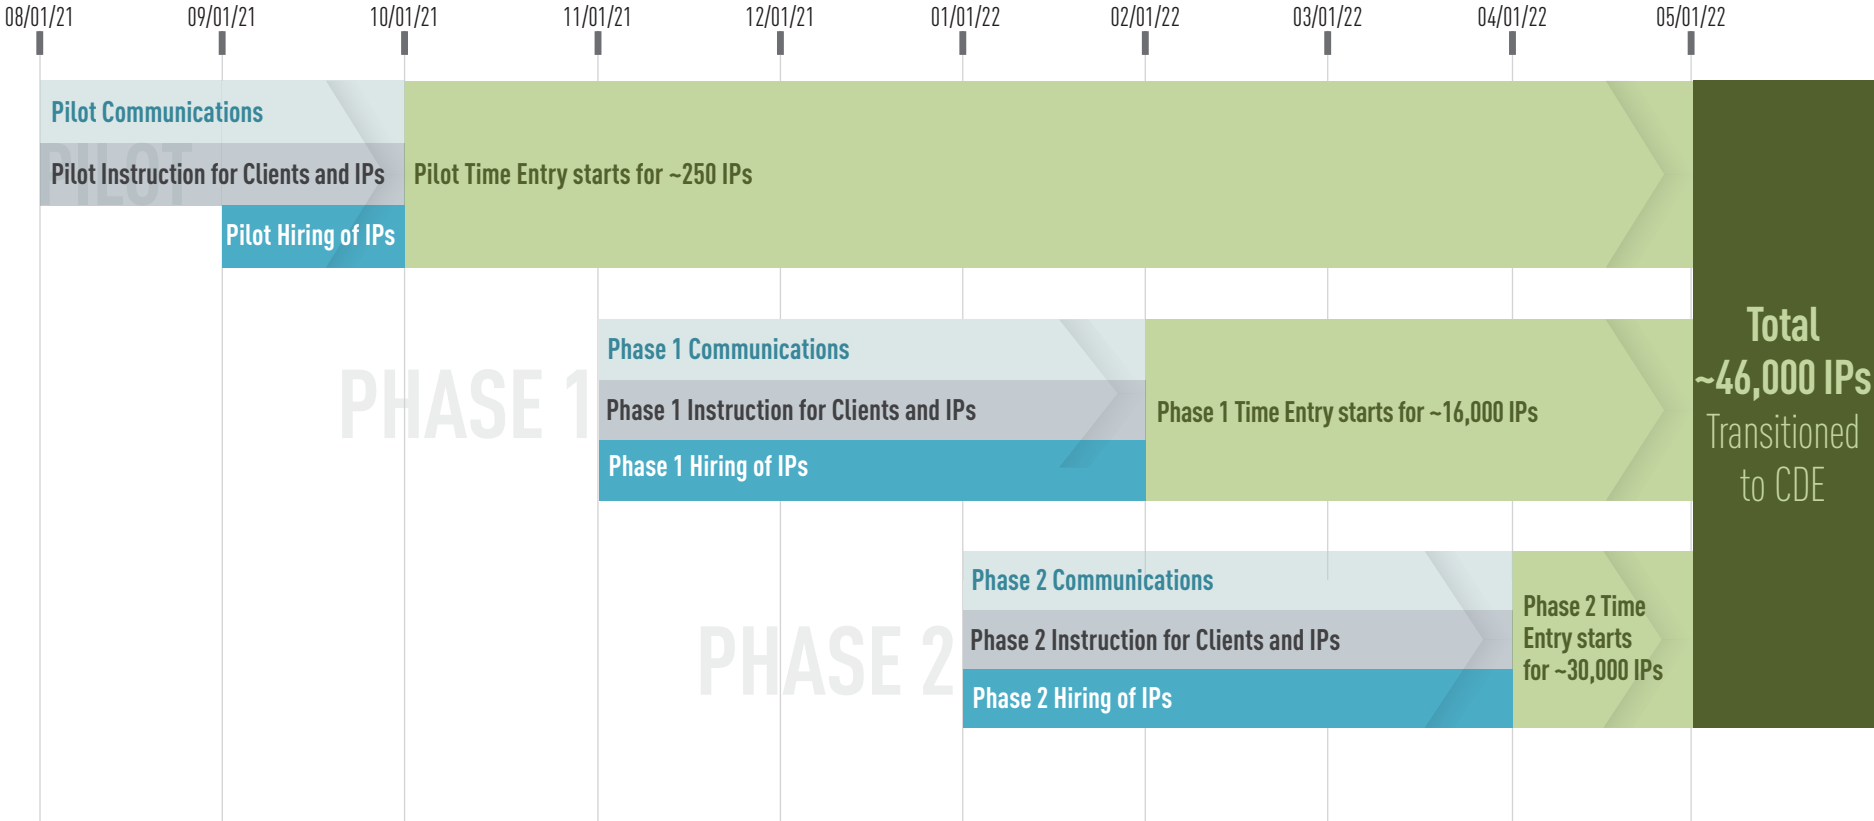 08/01/21 09/01/21 10/01/21 11/01/21 12/01/21 01/01/22 02/01/22 03/01/22 04/01/22 05/01/22
PILOT
Pilot Communications
Pilot Instruction for Clients and IPs
Pilot Hiring of IPs
Pilot Time Entry starts for ~250 IPs
PHASE 1
Phase 1 Communications
Phase 1 Instruction for Clients and IPs
Phase 1 Hiring of IPs
Phase 1 Time Entry starts for ~16,000 IPs
PHASE 2
Phase 2 Communications
Phase 2 Instruction for Clients and IPs
Phase 2 Hiring of IPs
Phase 2 Time
Entry starts
for ~30,000 IPs
Total
~46,000 IPs
Transitioned
to CDE